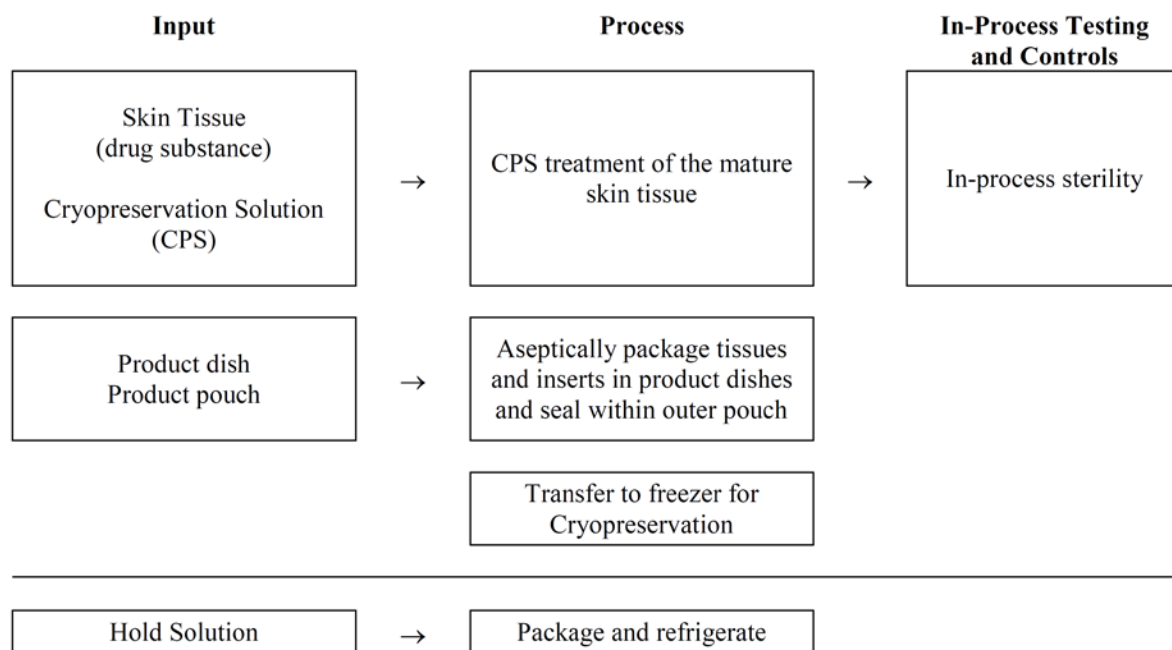 Input
Process
In-Process Testing
and Controls
Skin Tissue
(drug substance)
Cryopreservation Solution
(CPS)
→
CPS treatment of the mature
skin tissue
→
In-process sterility
Product dish
Product pouch
→
Aseptically package tissues
and inserts in product dishes
and seal within outer pouch
Transfer to freezer for
Cryopreservation
Hold Solution
→
Package and refrigerate